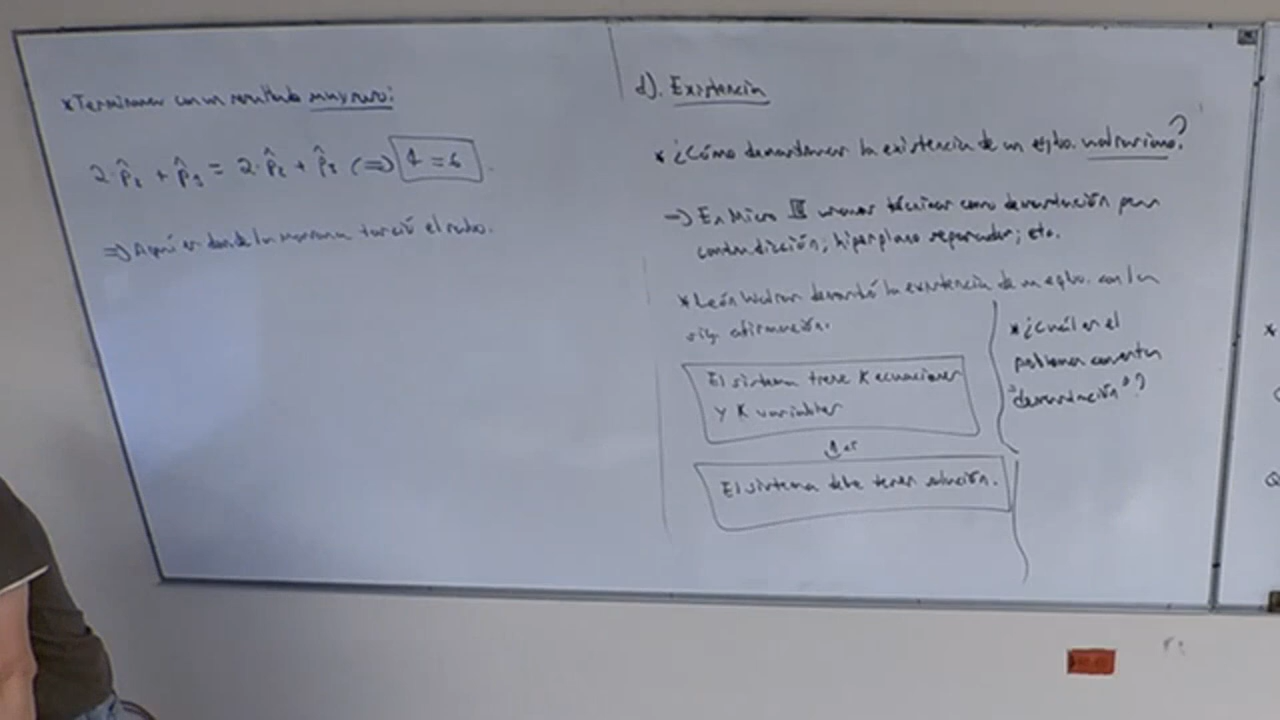 * Terminamos con un resultado muy raro:
2·p̂₂ + p̂₃ = 2·p̂₂ + p̂₃ (=) 4 = 6.
=> Aquí es donde la marrana torció el rabo.
d). Existencia
* ¿Cómo demostramos la existencia de un eqbo. walrasiano?
-> En Micro III vemos técnicas como demostración por
contradicción; hiperplano separador; etc.
* León Walras demostró la existencia de un eqbo. con la
sig. afirmación.
El sistema tiene K ecuaciones
y K variables
El sistema debe tener solución.
* ¿Cuál es el
problema con esta
"demostración"?